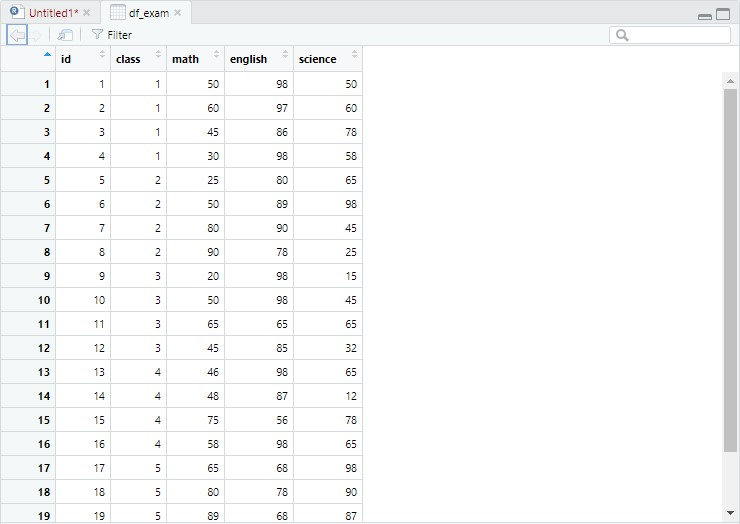 R Untitled1* × df_exam ×
Filter
id class math english science
1 1 1 50 98 50
2 2 1 60 97 60
3 3 1 45 86 78
4 4 1 30 98 58
5 5 2 25 80 65
6 6 2 50 89 98
7 7 2 80 90 45
8 8 2 90 78 25
9 9 3 20 98 15
10 10 3 50 98 45
11 11 3 65 65 65
12 12 3 45 85 32
13 13 4 46 98 65
14 14 4 48 87 12
15 15 4 75 56 78
16 16 4 58 98 65
17 17 5 65 68 98
18 18 5 80 78 90
19 19 5 89 68 87